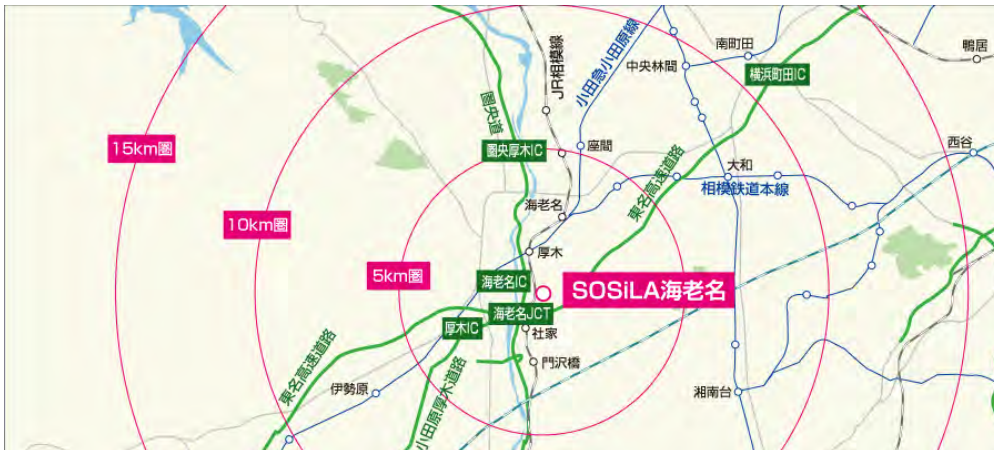 南町田
鴨居
中央林間
横浜町田IC
JR相模線
小田急小田原線
圏央道
15km圏
圏央厚木IC
座間
西谷
大和
東名高速道路
相模鉄道本線
10km圏
海老名
厚木
5km圏
海老名IC
SOSiLA海老名
海老名JCT
厚木IC
社家
門沢橋
東名高速道路
小田原厚木道路
伊勢原
湘南台